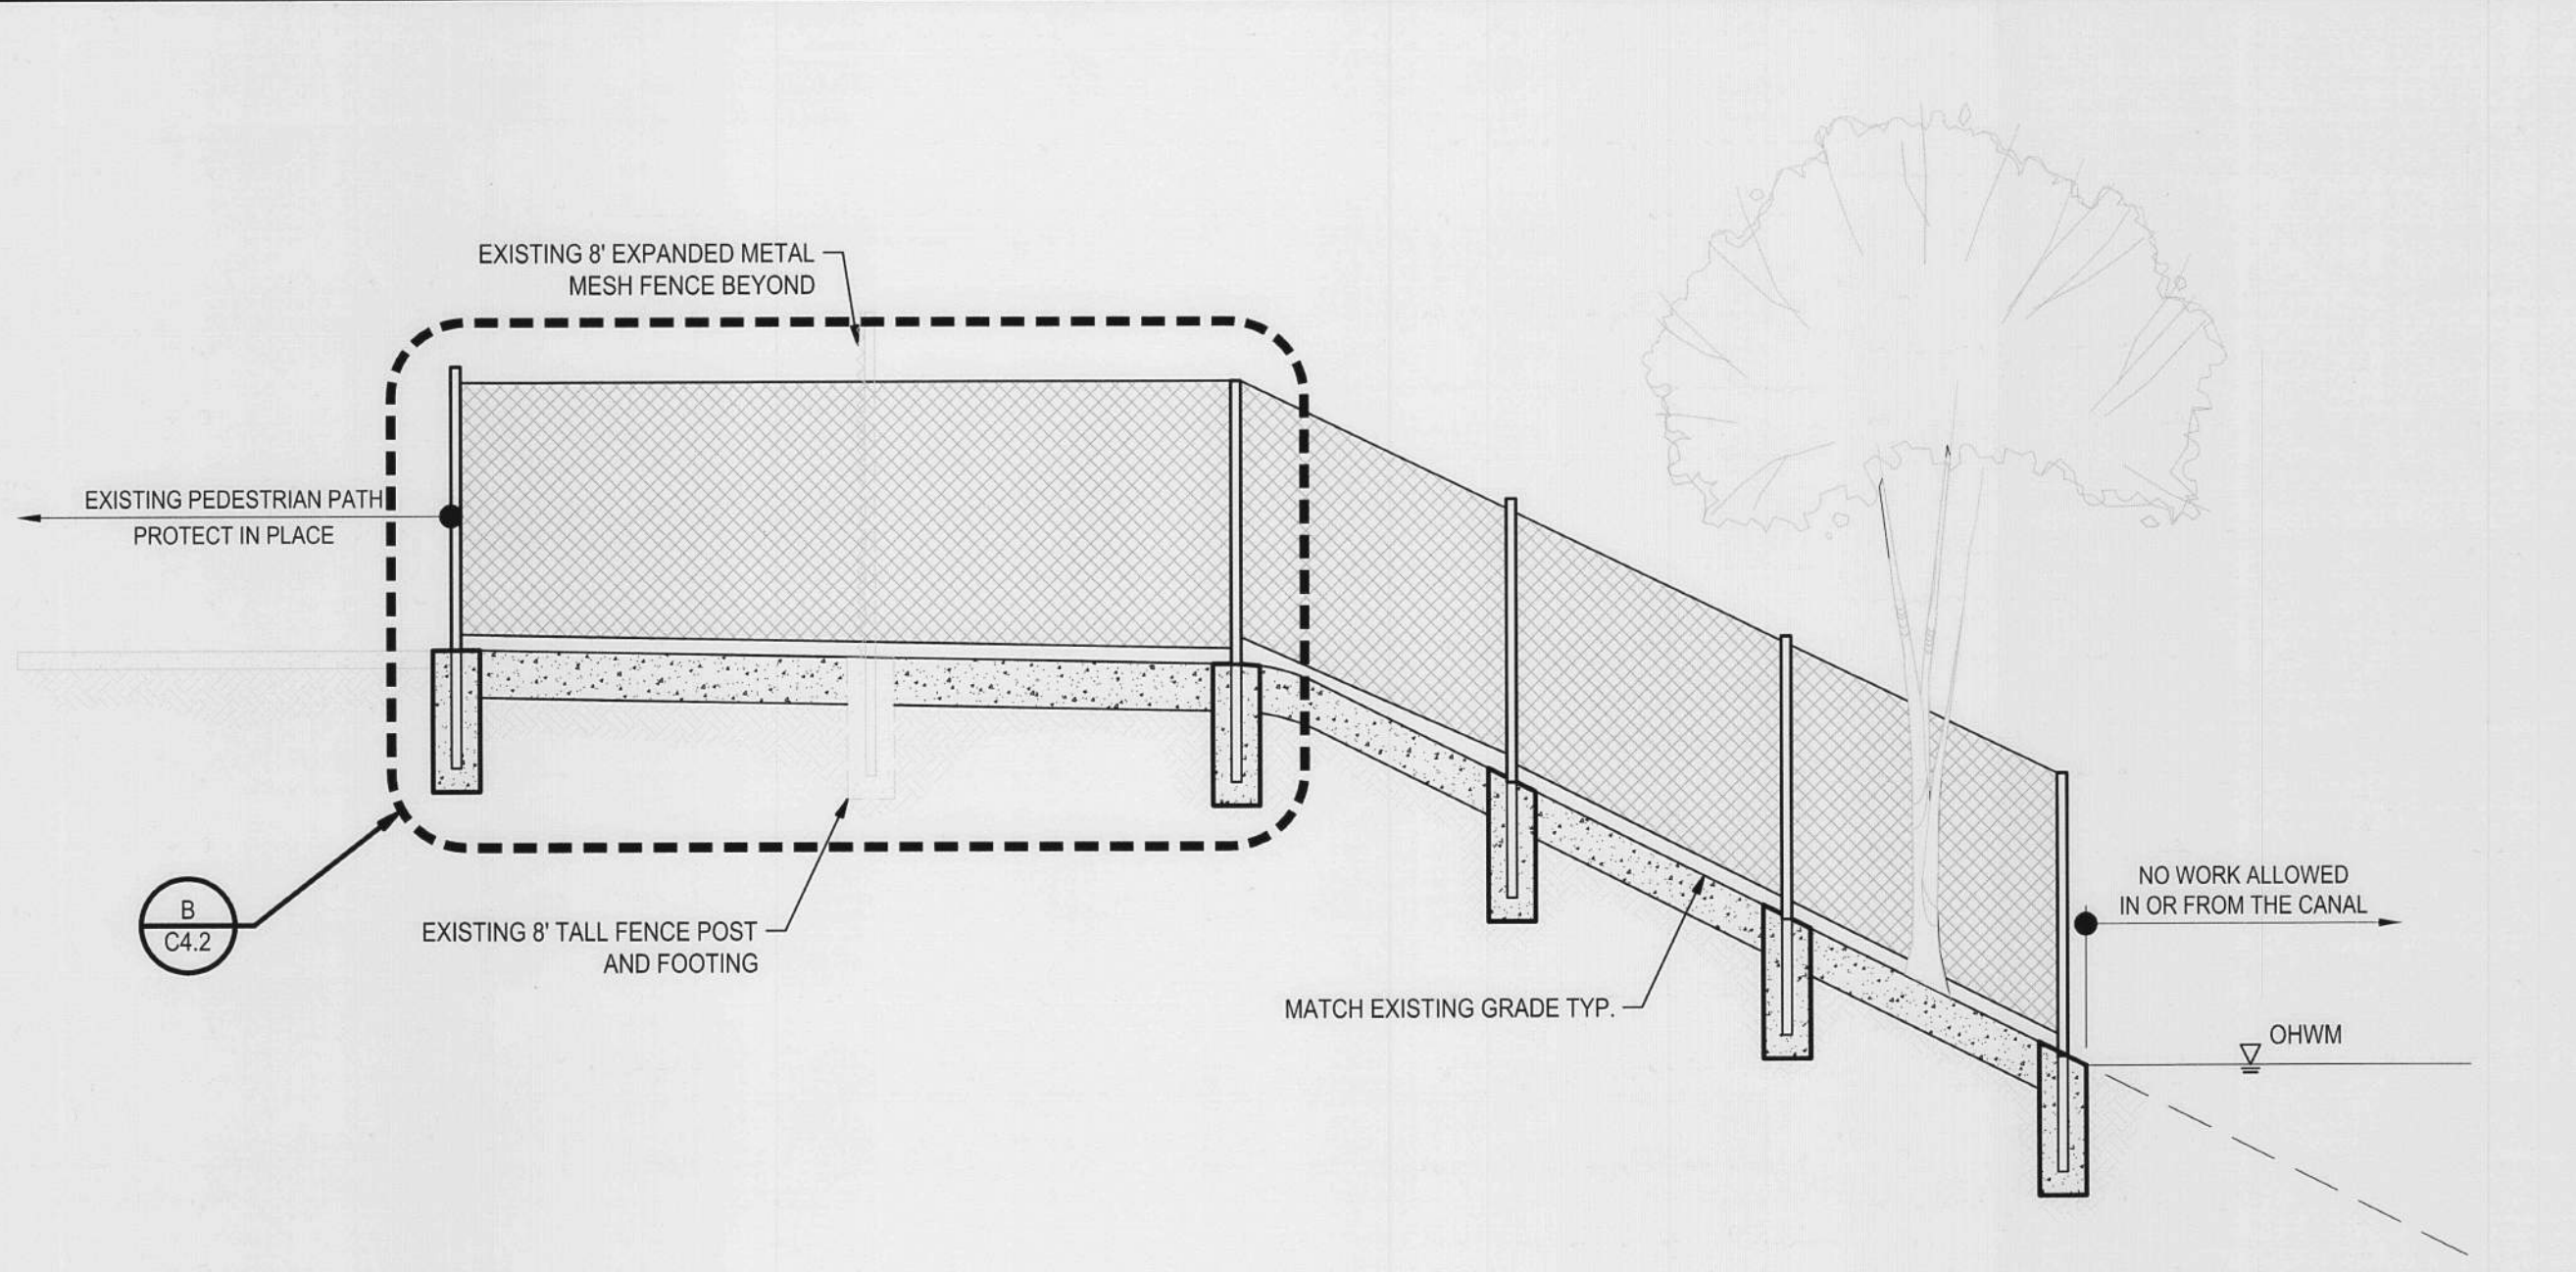 EXISTING 8' EXPANDED METAL
MESH FENCE BEYOND
EXISTING PEDESTRIAN PATH
PROTECT IN PLACE
B
C4.2
EXISTING 8' TALL FENCE POST
AND FOOTING
MATCH EXISTING GRADE TYP.
NO WORK ALLOWED
IN OR FROM THE CANAL
OHWM